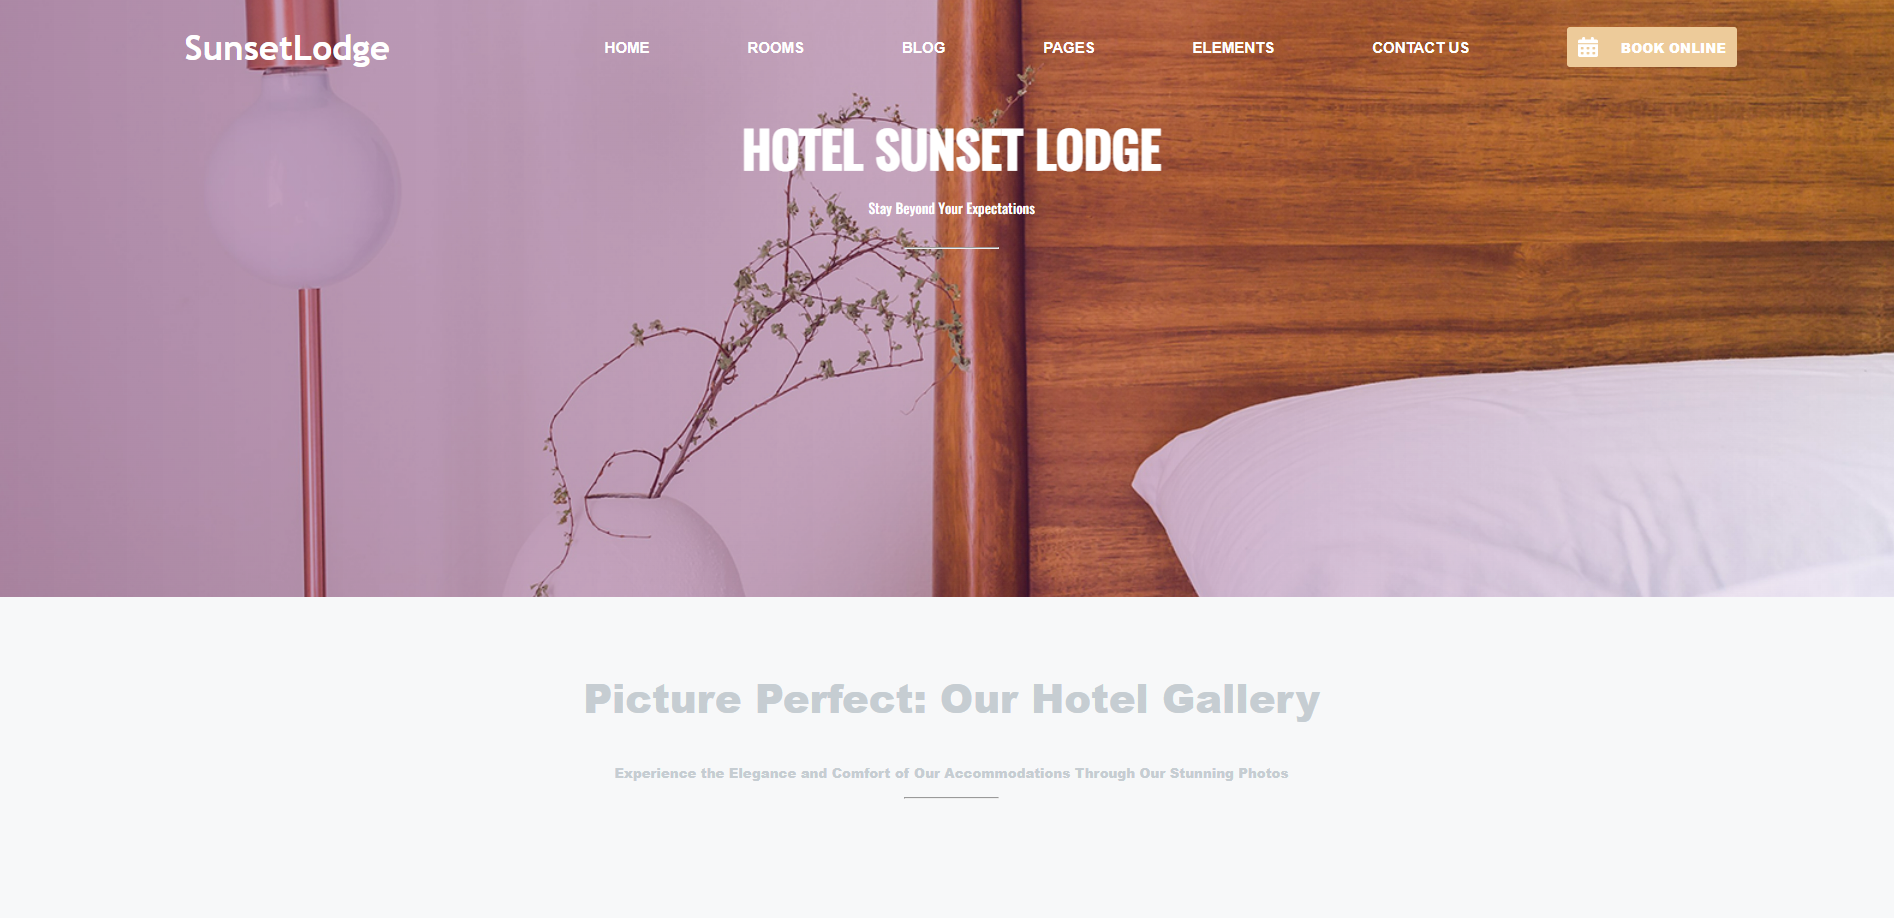 SunsetLodge
HOME
ROOMS
BLOG
PAGES
ELEMENTS
CONTACT US
BOOK ONLINE
HOTEL SUNSET LODGE
Stay Beyond Your Expectations
Picture Perfect: Our Hotel Gallery
Experience the Elegance and Comfort of Our Accommodations Through Our Stunning Photos